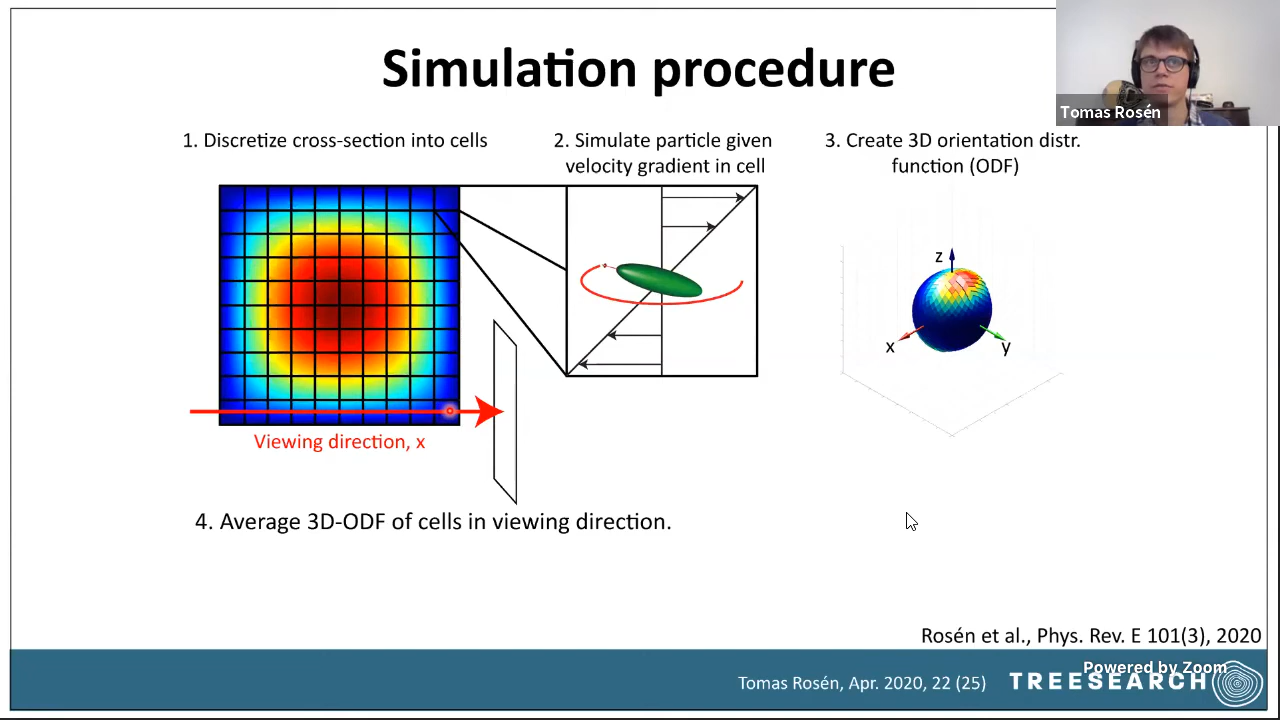 Simulation procedure
Tomas Rosén
1. Discretize cross-section into cells
2. Simulate particle given
velocity gradient in cell
3. Create 3D orientation distr.
function (ODF)
z
x
y
Viewing direction, x
4. Average 3D-ODF of cells in viewing direction.
Rosén et al., Phys. Rev. E 101(3), 2020
Powered by Zoom
Tomas Rosén, Apr. 2020, 22 (25)
TREESEARCH